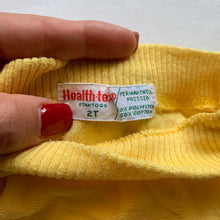 Health-tex
STANTOGS
2T
PERMANENTLY
PRESSED
50% POLYESTER
50% COTTON